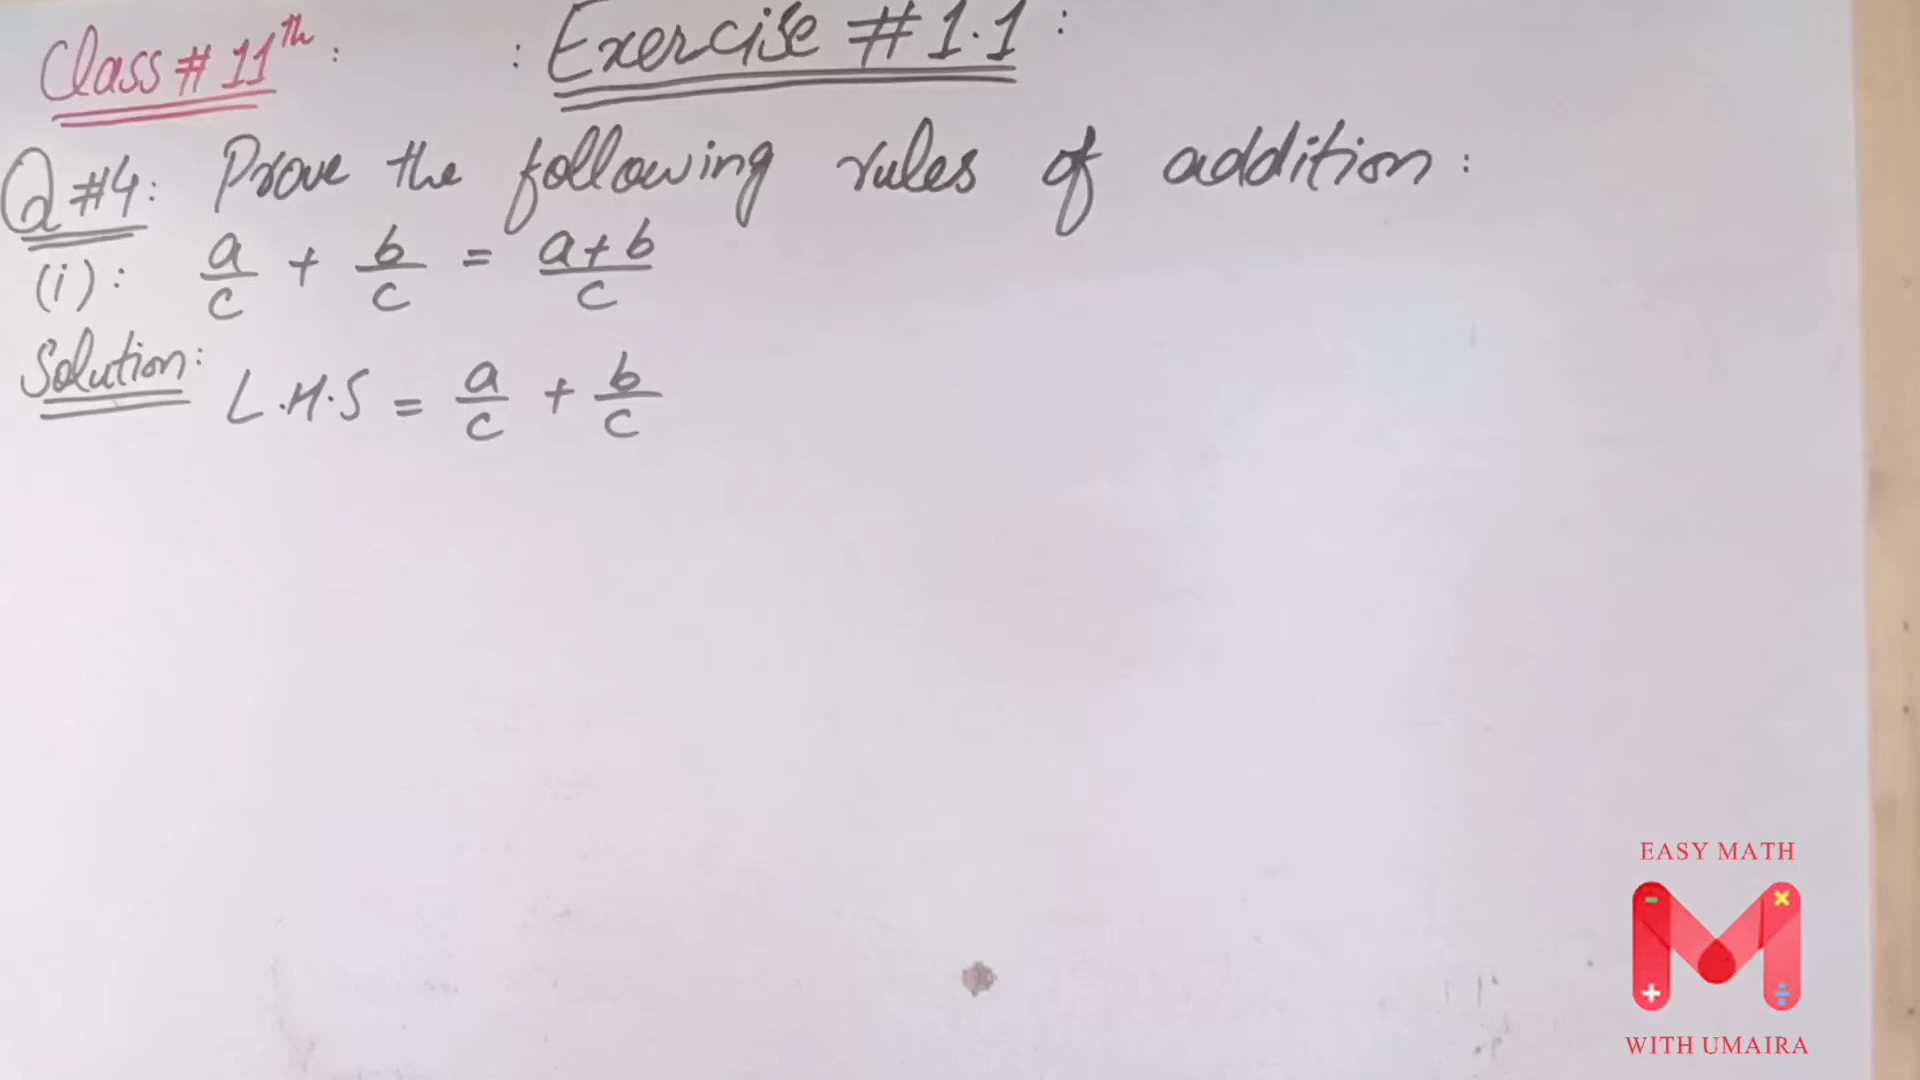 Class # 11th : : Exercise # 1.1 :
Q #4: Prove the following rules of addition :
(i): a/c + b/c = a+b/c
Solution: L.H.S = a/c + b/c
EASY MATH
WITH UMAIRA